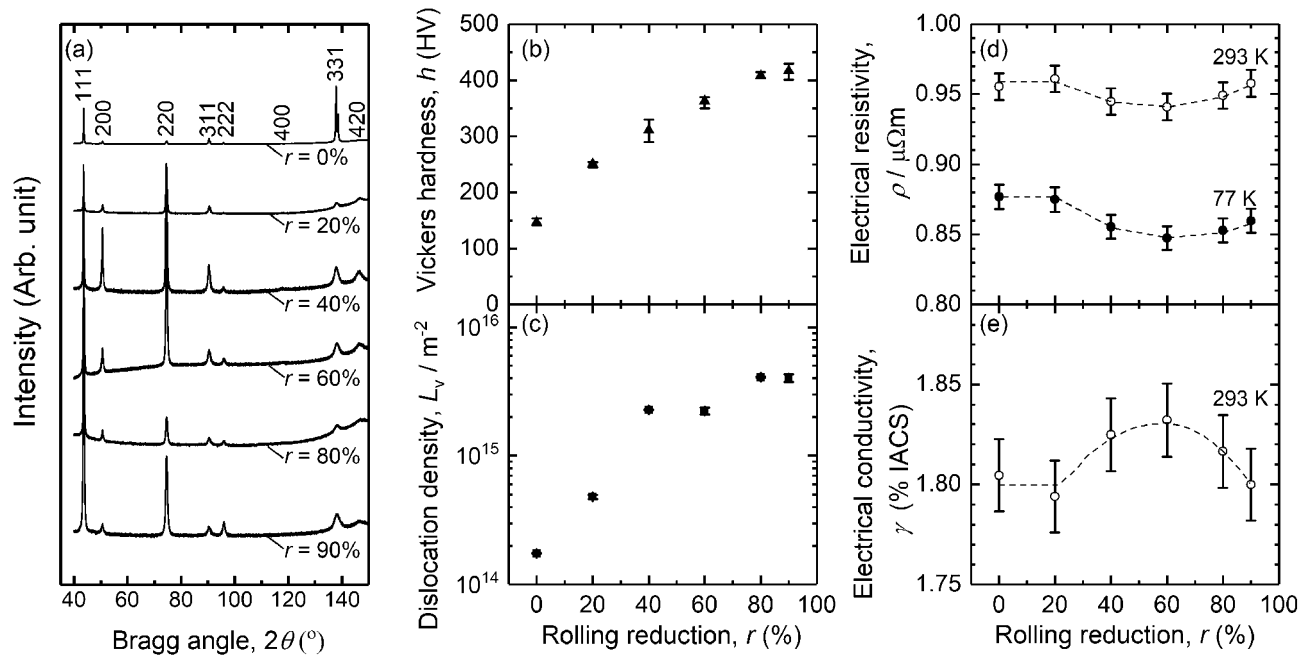 (a)
111
200
220
311
222
400
331
420
r = 0%
r = 20%
r = 40%
r = 60%
r = 80%
r = 90%
Intensity (Arb. unit)
40 60 80 100 120 140
Bragg angle, 2θ (°)
(b)
Vickers hardness, h (HV)
500
400
300
200
150
100
50
0
(c)
Dislocation density, Lv / m-2
10^16
10^15
10^14
0 20 40 60 80 100
Rolling reduction, r (%)
(d)
293 K
77 K
Electrical resistivity,
ρ / μΩm
1.00
0.95
0.90
0.85
0.80
(e)
293 K
Electrical conductivity,
γ (% IACS)
1.85
1.80
1.75
0 20 40 60 80 100
Rolling reduction, r (%)